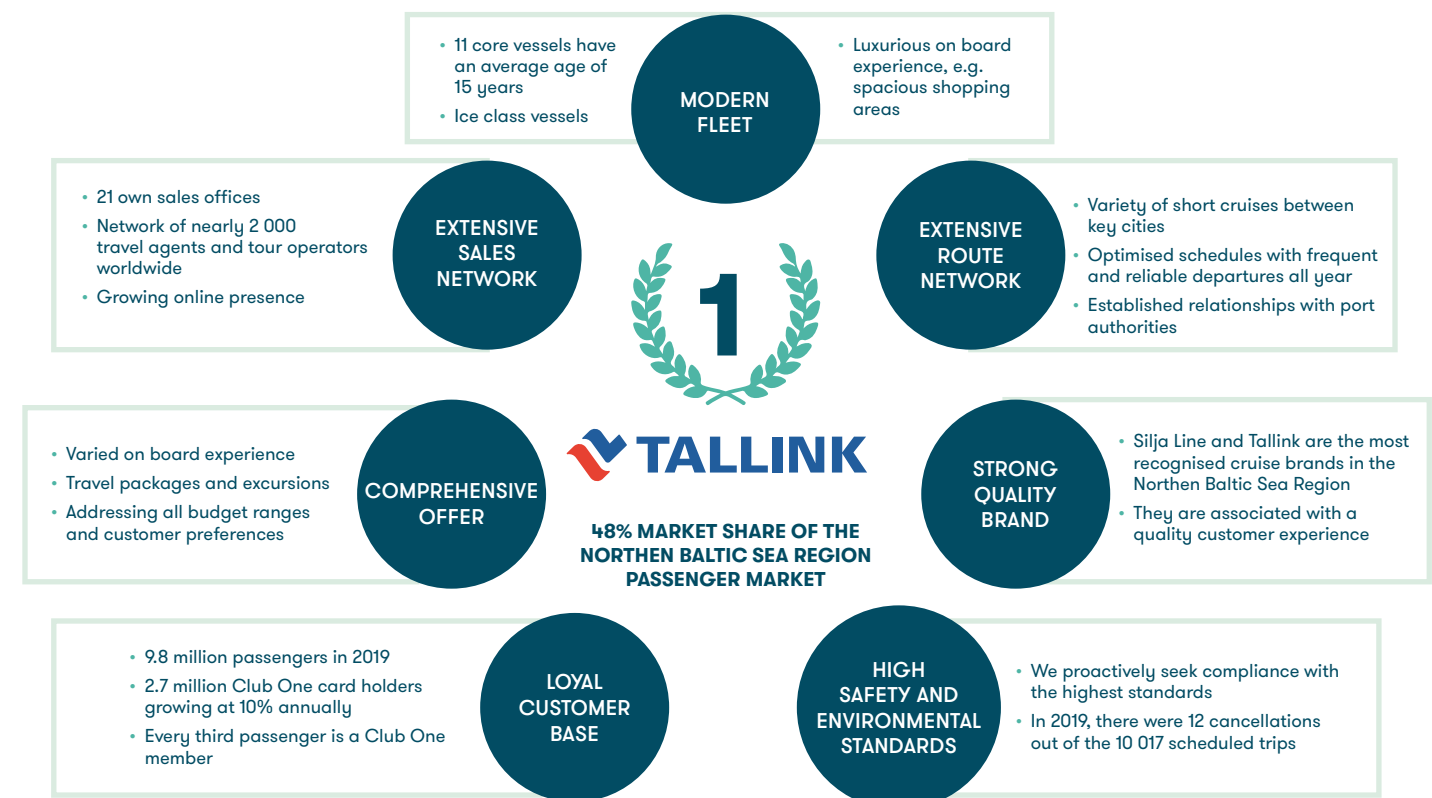 • 11 core vessels have
an average age of
15 years
• Ice class vessels
MODERN
FLEET
• Luxurious on board
experience, e.g.
spacious shopping
areas
• 21 own sales offices
• Network of nearly 2 000
travel agents and tour operators
worldwide
• Growing online presence
EXTENSIVE
SALES
NETWORK
EXTENSIVE
ROUTE
NETWORK
• Variety of short cruises between
key cities
• Optimised schedules with frequent
and reliable departures all year
• Established relationships with port
authorities
1
• Varied on board experience
• Travel packages and excursions
• Addressing all budget ranges
and customer preferences
COMPREHENSIVE
OFFER
TALLINK
48% MARKET SHARE OF THE
NORTHEN BALTIC SEA REGION
PASSENGER MARKET
STRONG
QUALITY
BRAND
• Silja Line and Tallink are the most
recognised cruise brands in the
Northen Baltic Sea Region
• They are associated with a
quality customer experience
• 9.8 million passengers in 2019
• 2.7 million Club One card holders
growing at 10% annually
• Every third passenger is a Club One
member
LOYAL
CUSTOMER
BASE
HIGH
SAFETY AND
ENVIRONMENTAL
STANDARDS
• We proactively seek compliance with
the highest standards
• In 2019, there were 12 cancellations
out of the 10 017 scheduled trips